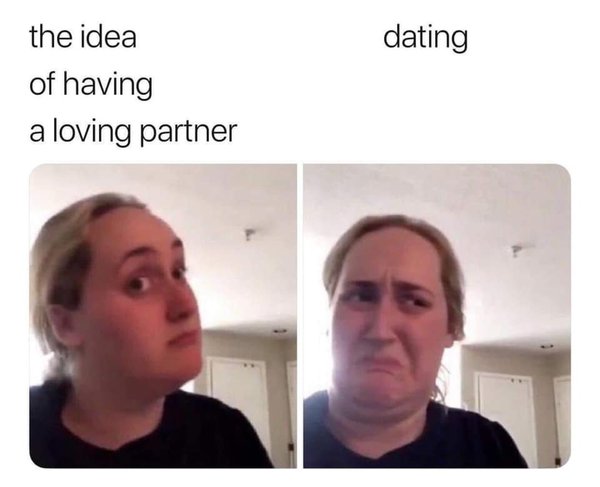 the idea
of having
a loving partner
dating